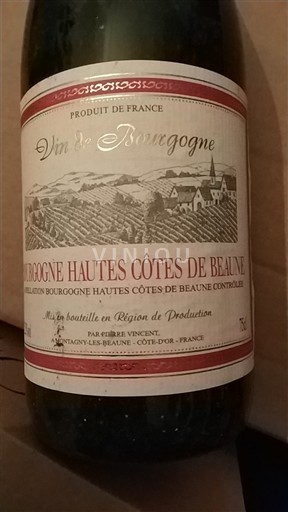 PRODUIT DE FRANCE
Vin de Bourgogne
VINIOU
BOURGOGNE HAUTES CÔTES DE BEAUNE
APPELLATION BOURGOGNE HAUTES CÔTES DE BEAUNE CONTRÔLÉE
Mis en bouteille en Région de Production
75cl
PAR PIERRE VINCENT,
A MONTAGNY-LES-BEAUNE - CÔTE-D'OR - FRANCE